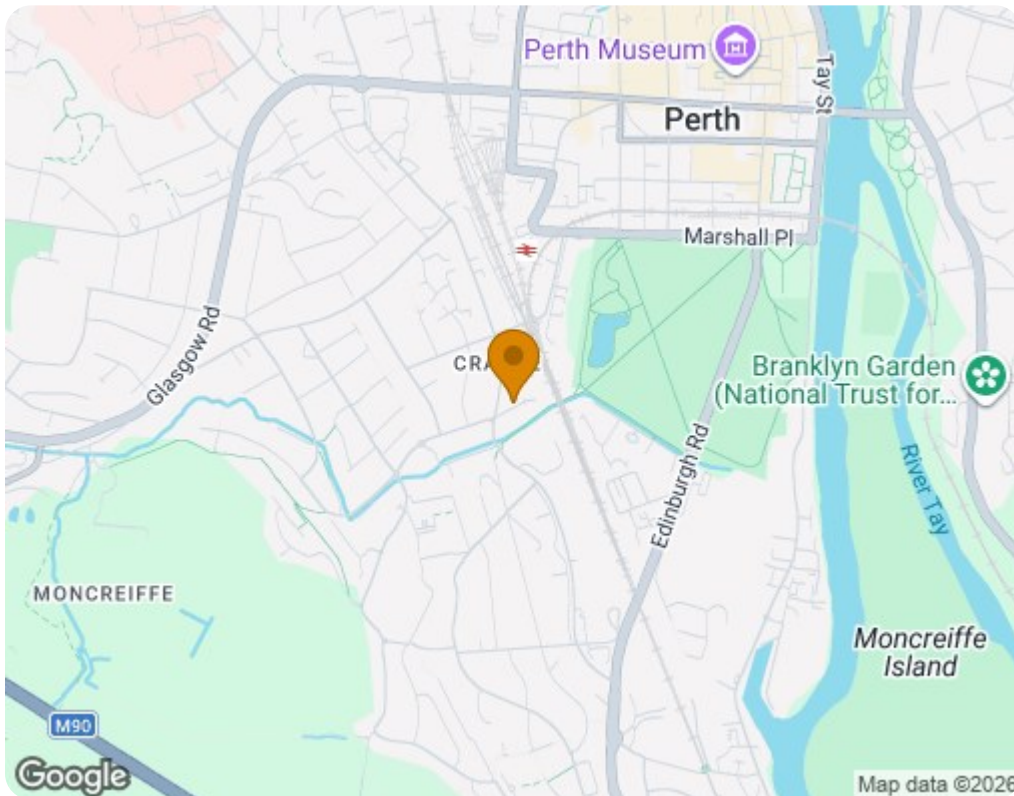 Perth Museum
Tay St
Perth
Marshall Pl
Glasgow Rd
Branklyn Garden
(National Trust for...
Edinburgh Rd
River Tay
MONCREIFFE
Moncreiffe
Island
M90
Google
Map data ©2026